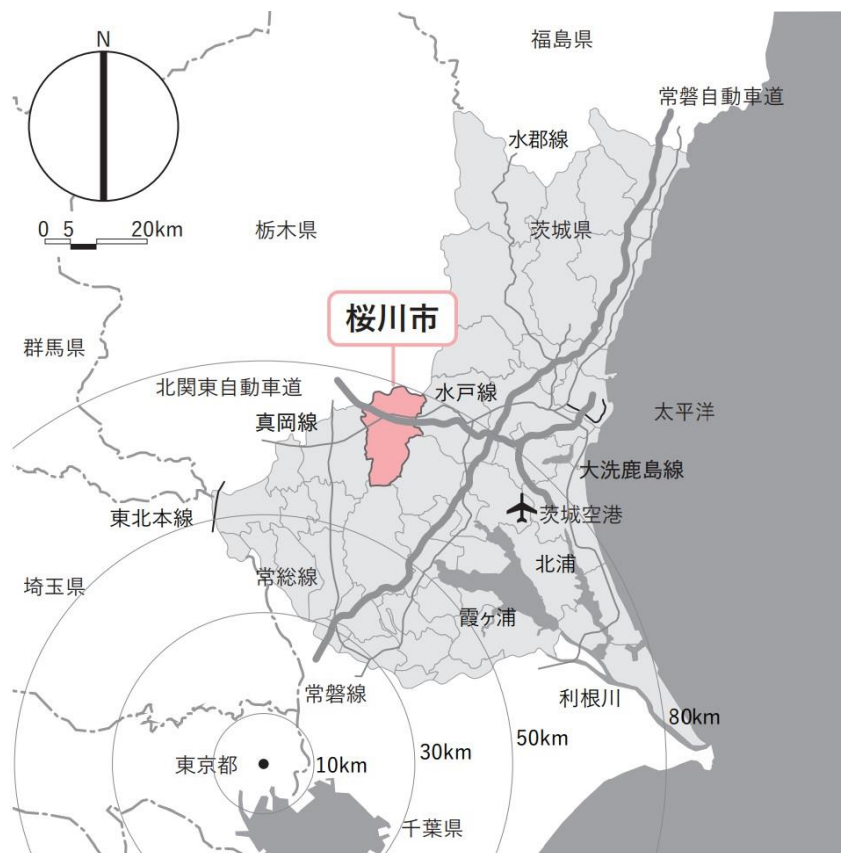 N
福島県
常磐自動車道
水郡線
0 5 20km
栃木県
茨城県
桜川市
群馬県
北関東自動車道
水戸線
真岡線
太平洋
大洗鹿島線
東北本線
茨城空港
常総線
北浦
埼玉県
霞ヶ浦
常磐線
利根川
80km
50km
30km
東京都
10km
千葉県